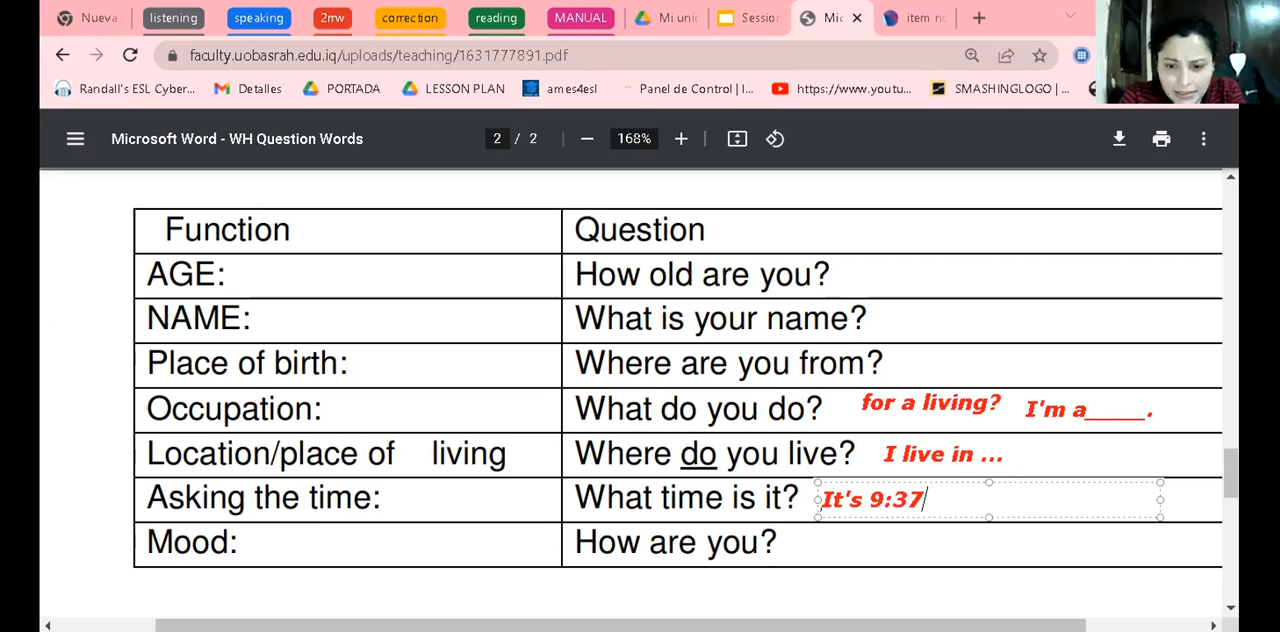 Nueva listening speaking 2mw correction reading MANUAL Mi uni Session Mic item n
faculty.uobasrah.edu.iq/uploads/teaching/1631777891.pdf
Randall's ESL Cyber... Detalles PORTADA LESSON PLAN ames4esl Panel de Control | I... https://www.youtu... SMASHINGLOGO | ...
Microsoft Word - WH Question Words 2 / 2 168%
Function Question
AGE: How old are you?
NAME: What is your name?
Place of birth: Where are you from?
Occupation: What do you do? for a living? I'm a_____.
Location/place of living Where do you live? I live in ...
Asking the time: What time is it? It's 9:37
Mood: How are you?